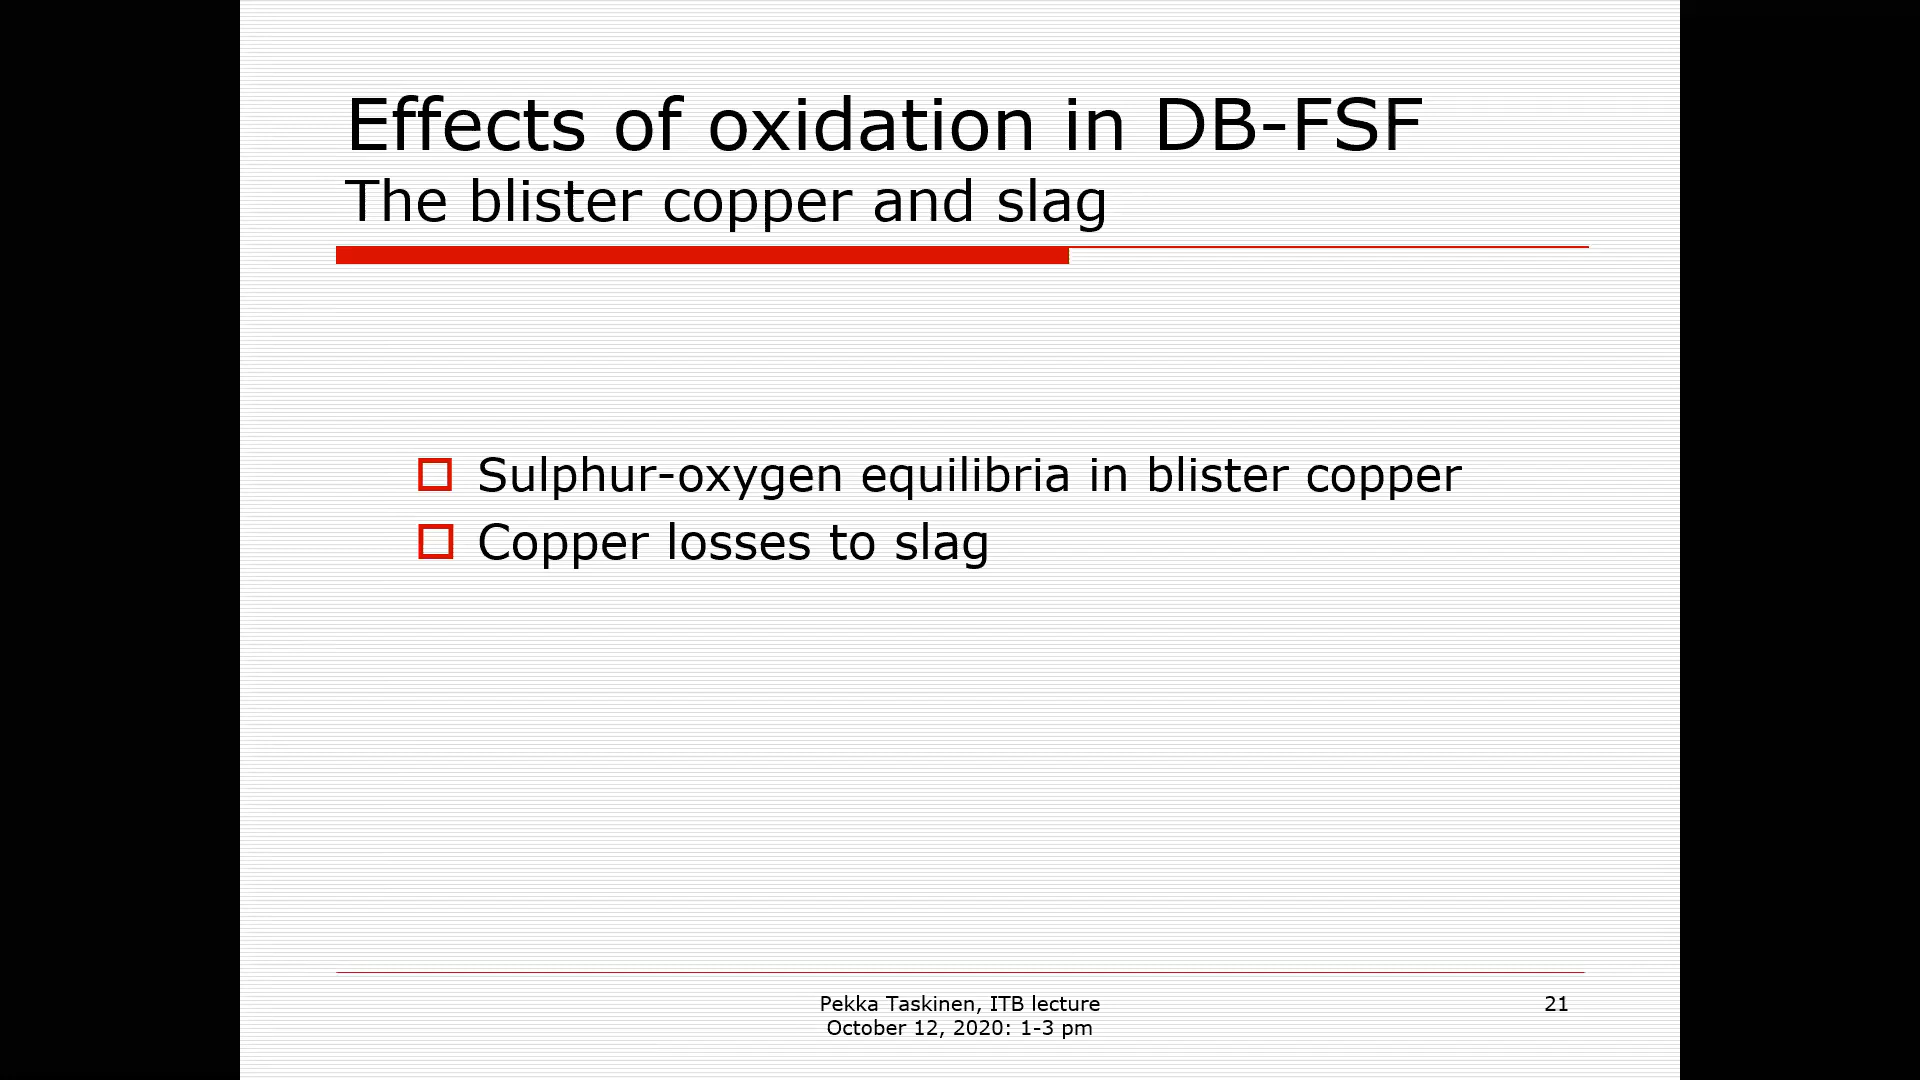 Effects of oxidation in DB-FSF
The blister copper and slag
Sulphur-oxygen equilibria in blister copper
Copper losses to slag
Pekka Taskinen, ITB lecture
October 12, 2020: 1-3 pm
21